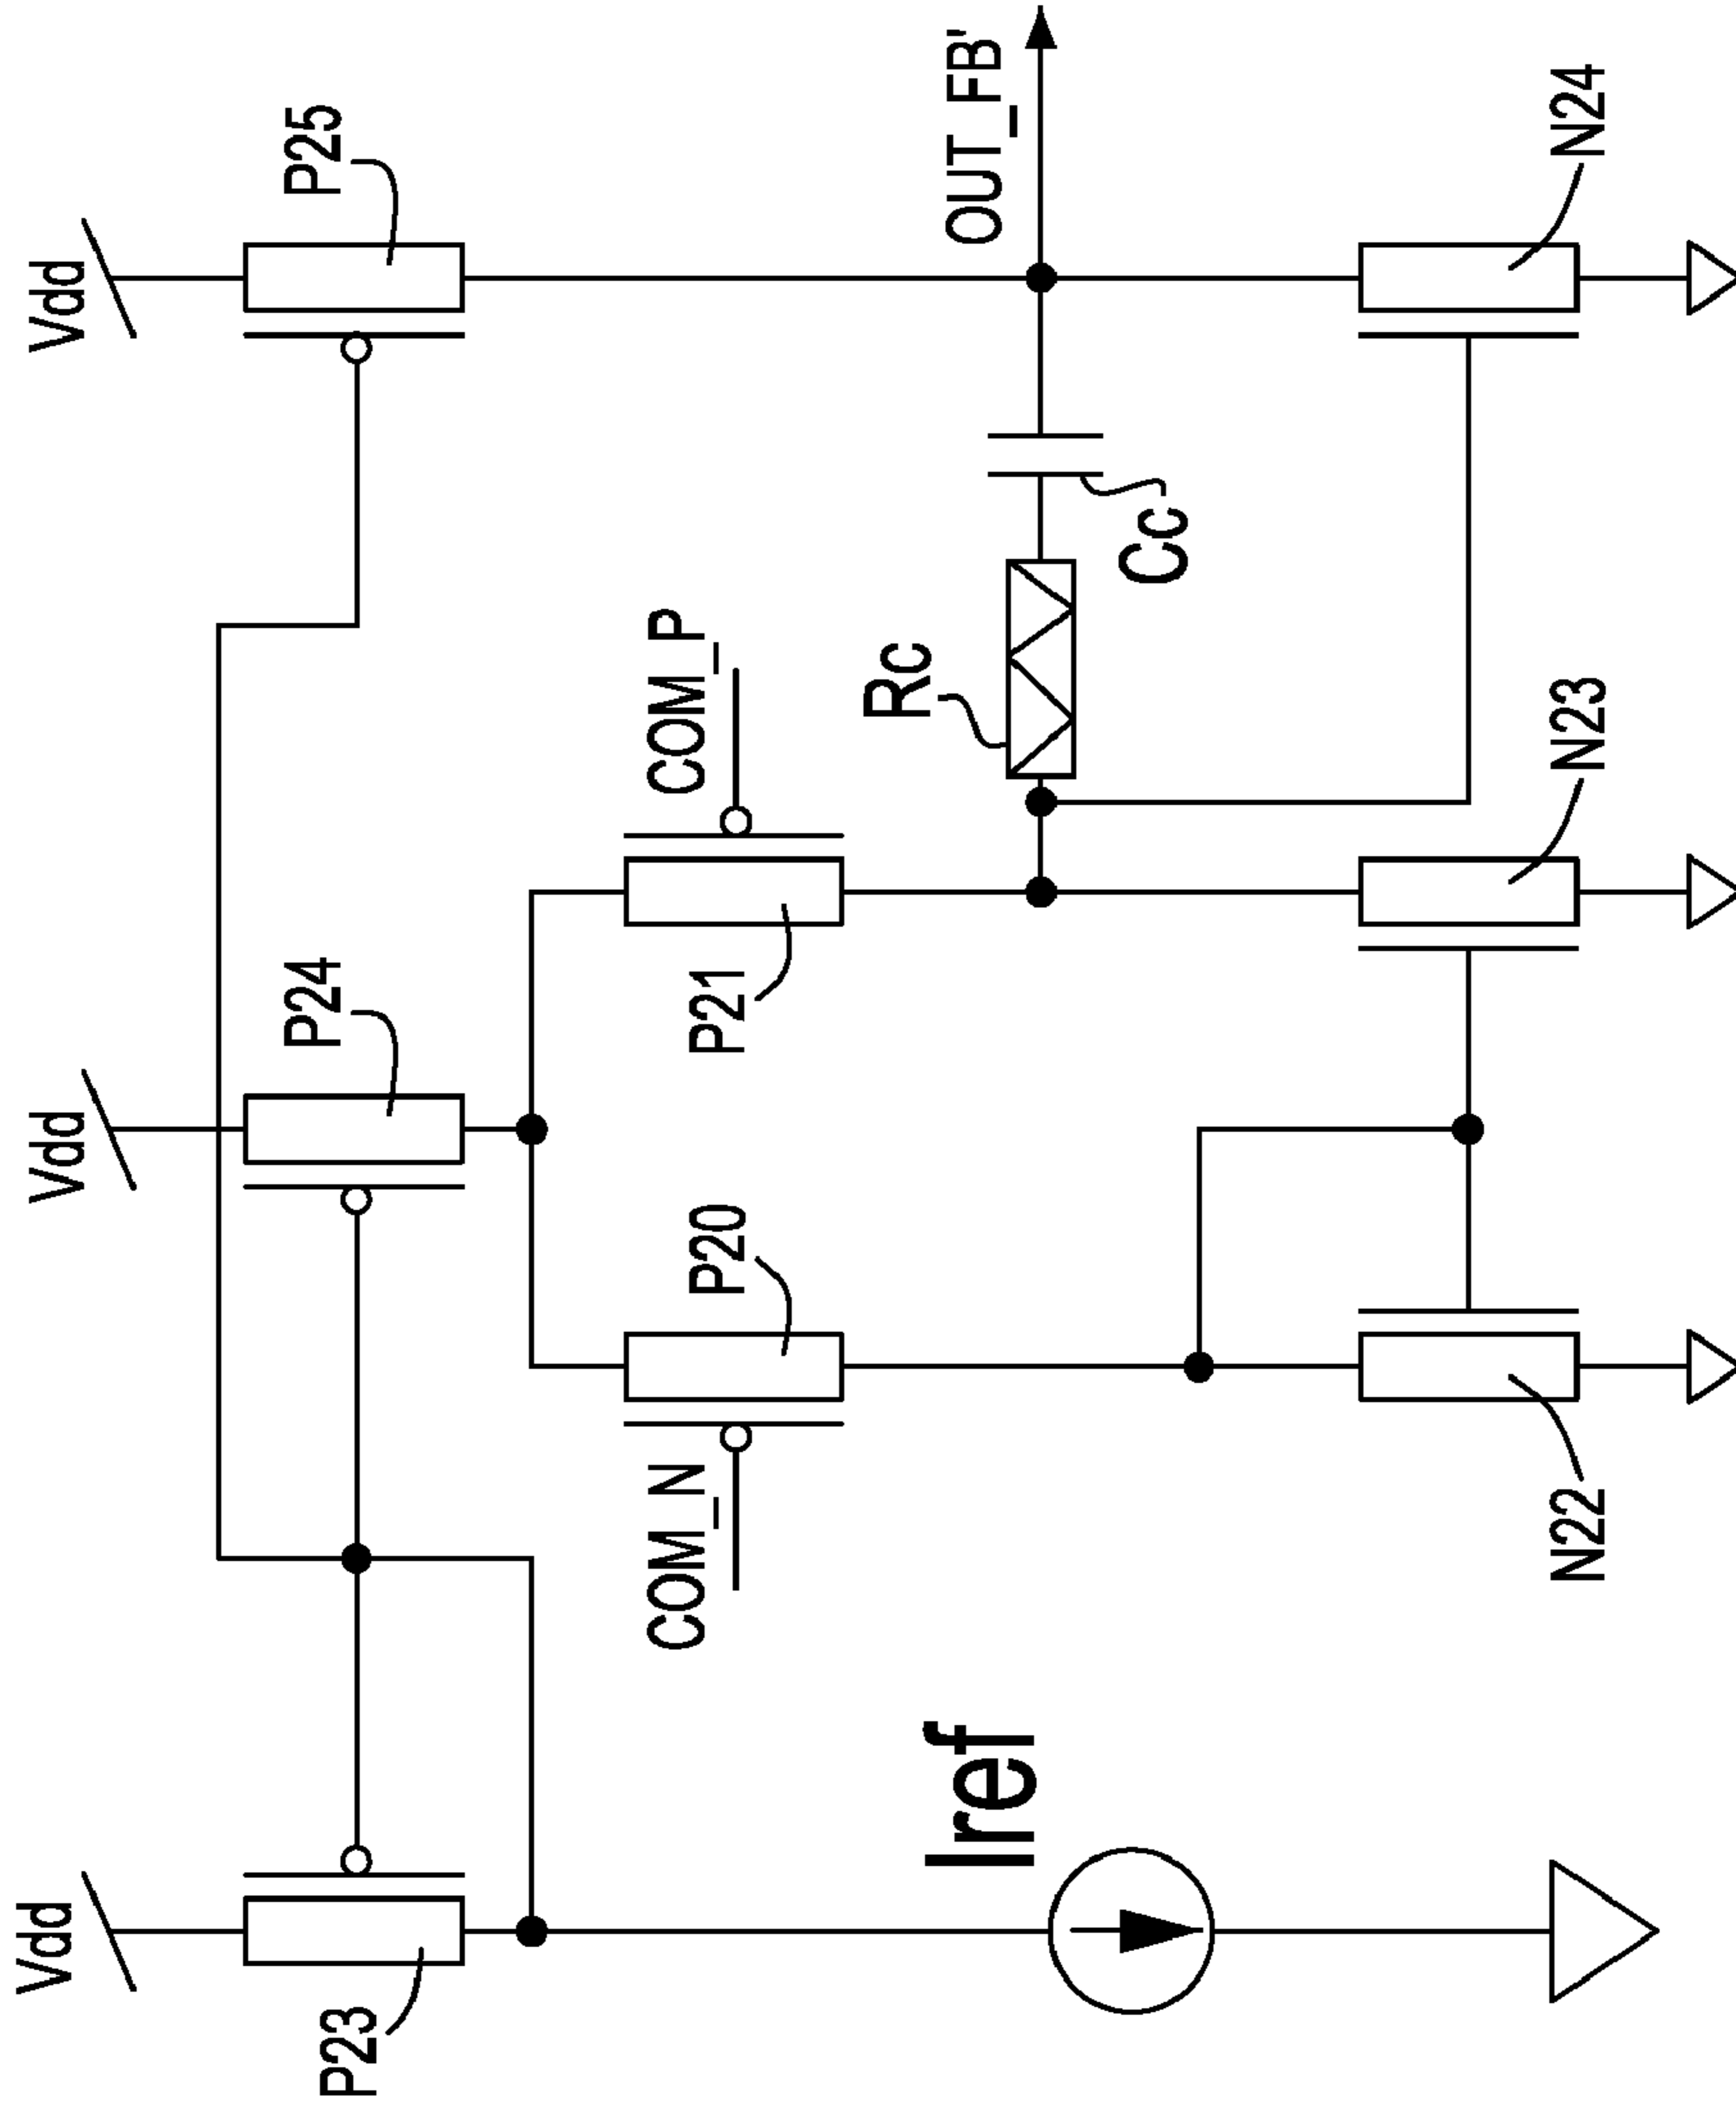 Vdd
Vdd
Vdd
P23
P24
P25
COM_N
COM_P
P20
P21
Rc
Iref
OUT_FB'
Cc
N22
N23
N24